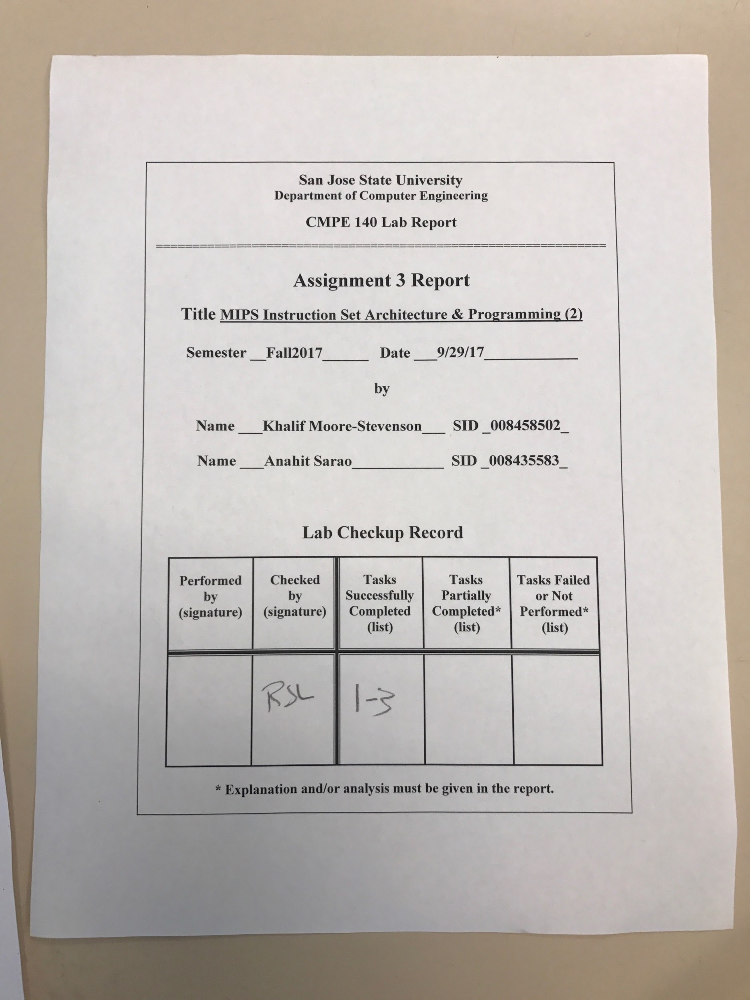 San Jose State University
Department of Computer Engineering
CMPE 140 Lab Report
================================================================
Assignment 3 Report
Title MIPS Instruction Set Architecture & Programming (2)
Semester __Fall2017______ Date ___9/29/17____________
by
Name ___Khalif Moore-Stevenson___ SID _008458502_
Name ___Anahit Sarao____________ SID _008435583_
Lab Checkup Record
Performed by (signature)
Checked by (signature)
Tasks Successfully Completed (list)
Tasks Partially Completed* (list)
Tasks Failed or Not Performed* (list)
RSL
1-3
* Explanation and/or analysis must be given in the report.